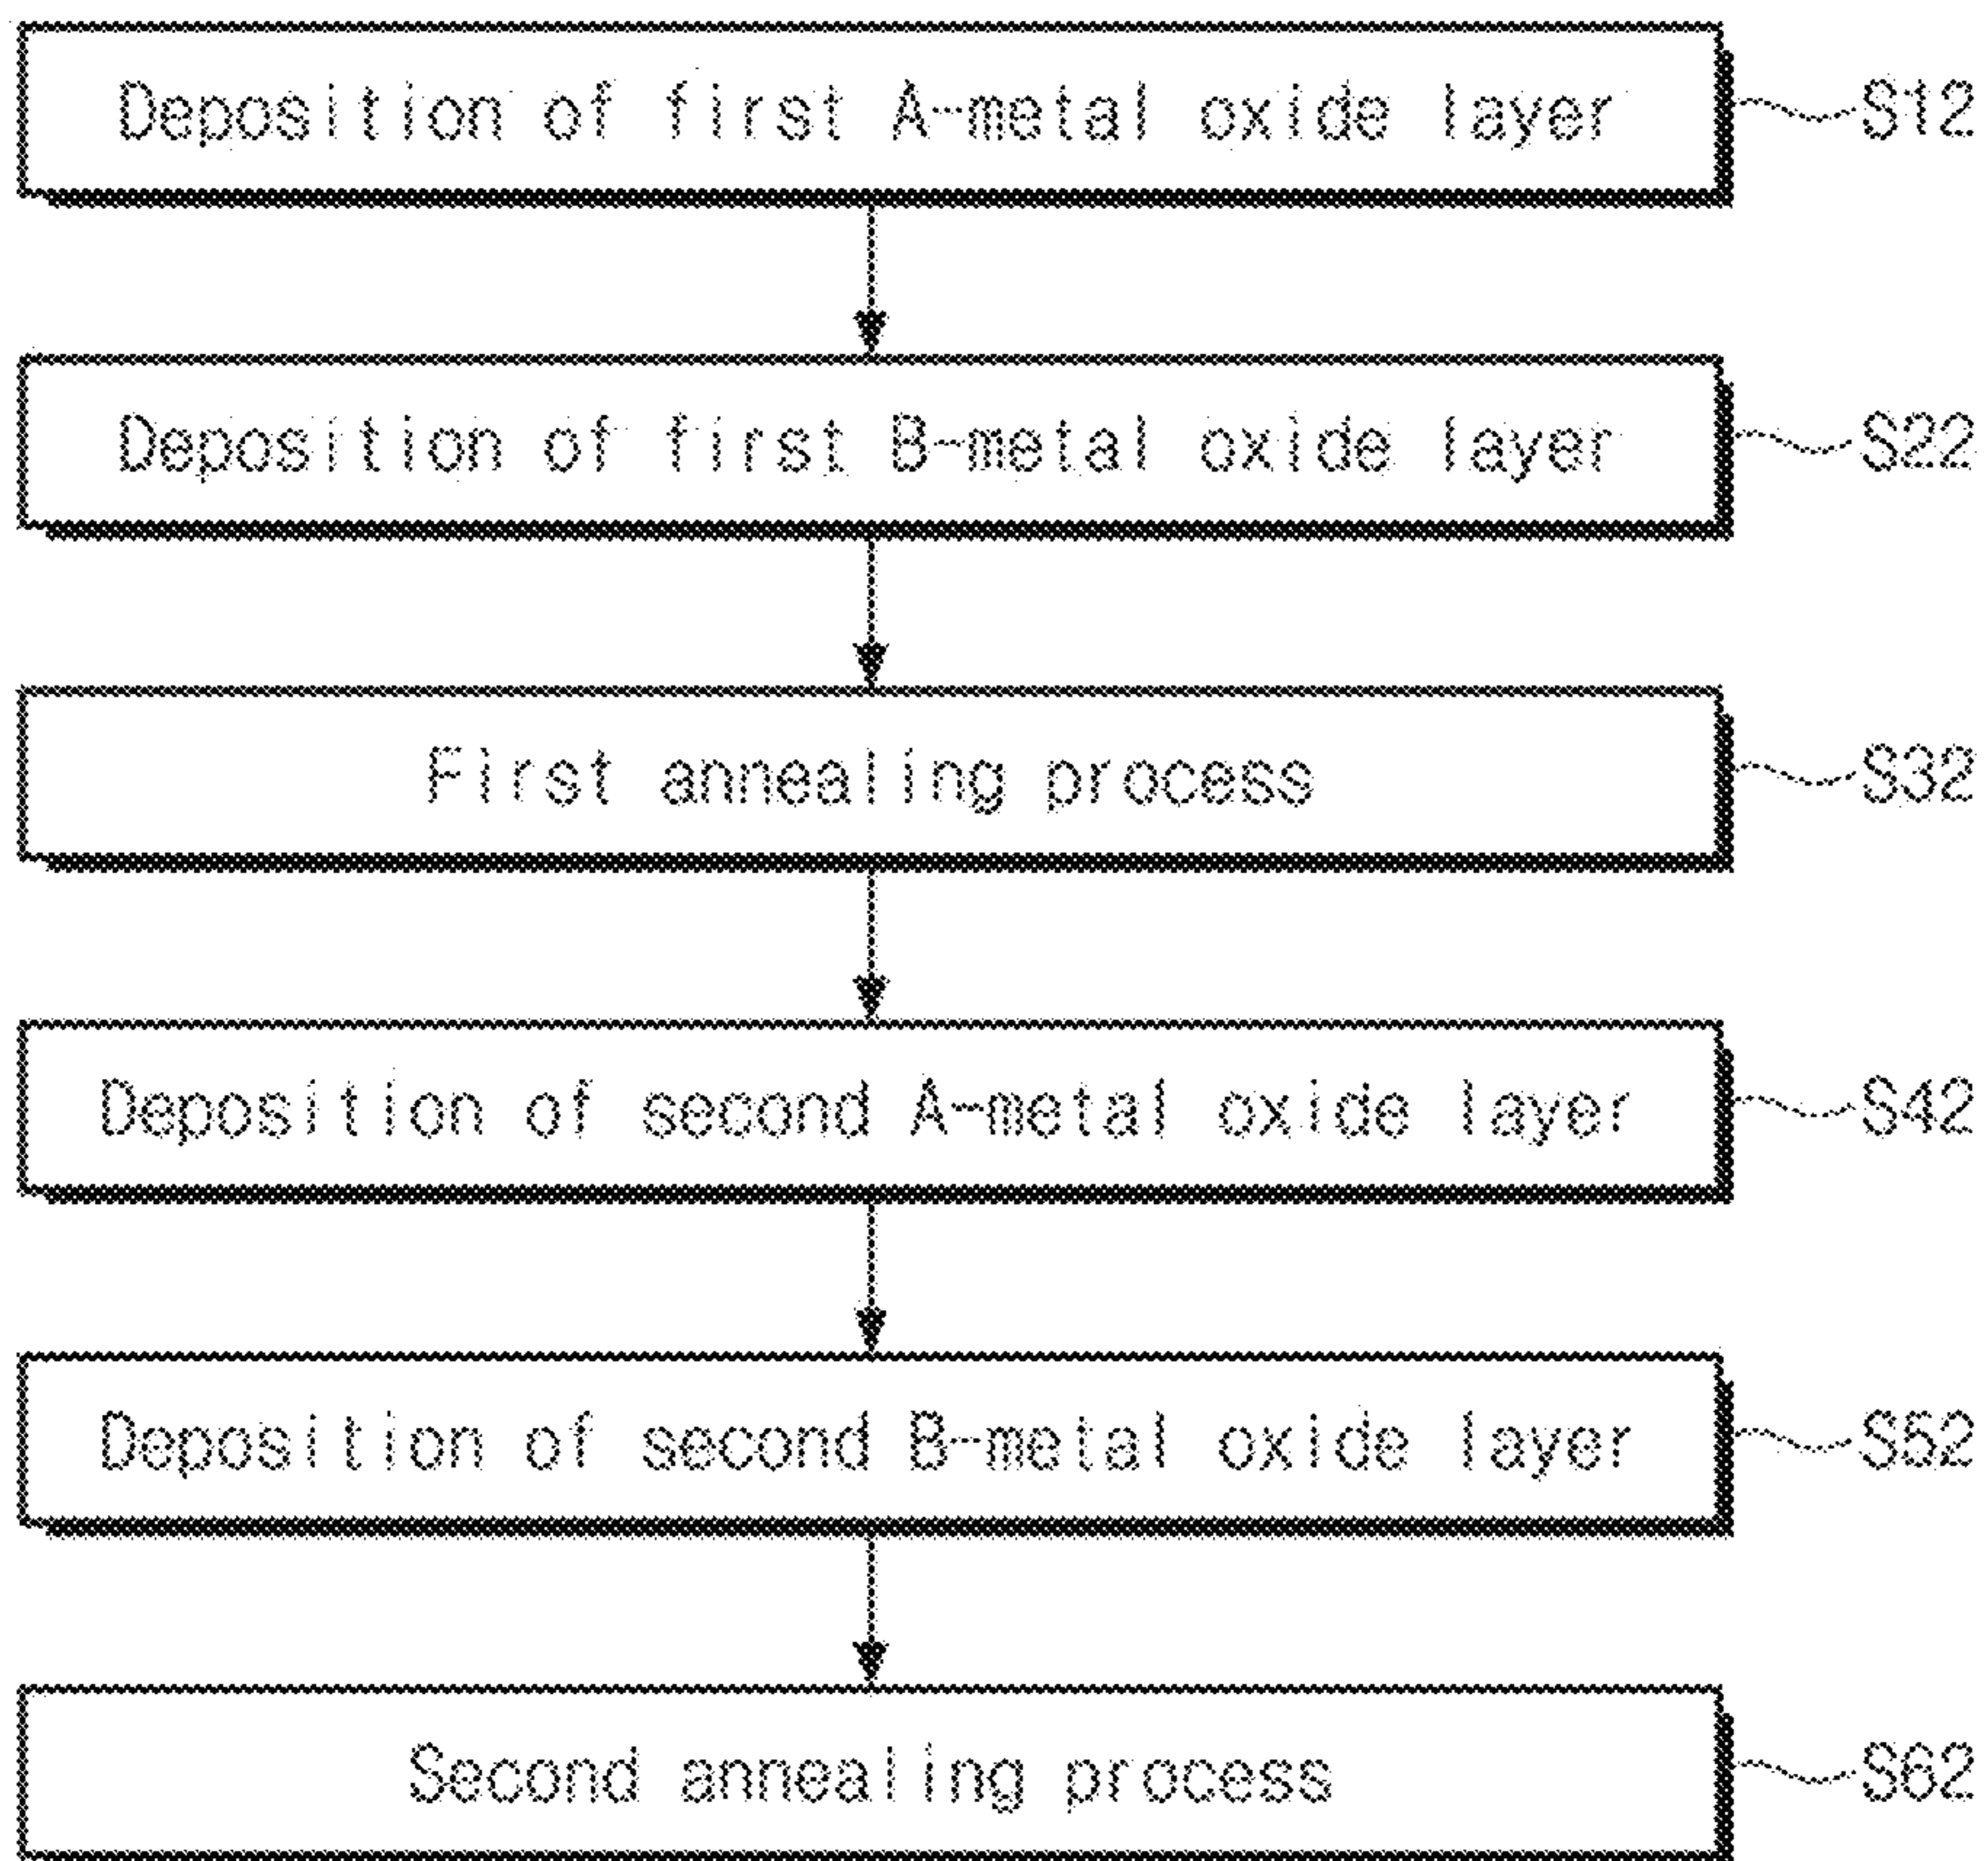 Deposition of first A-metal oxide layer S12
Deposition of first B-metal oxide layer S22
First annealing process S32
Deposition of second A-metal oxide layer S42
Deposition of second B-metal oxide layer S52
Second annealing process S62